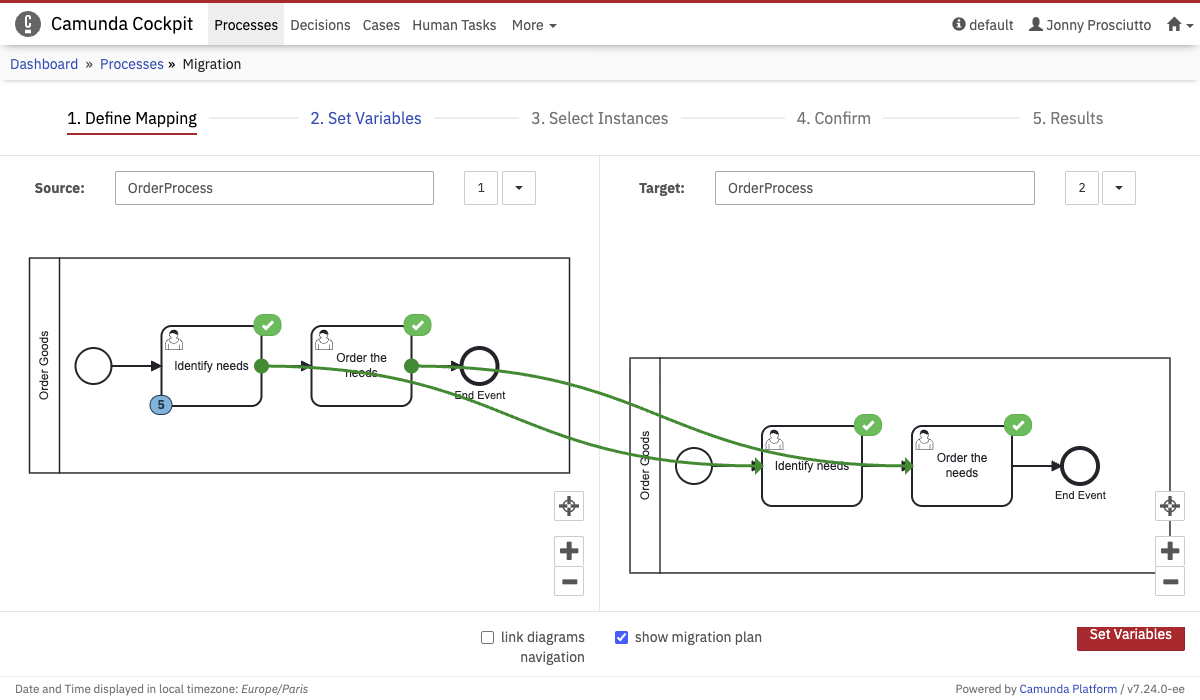 Camunda Cockpit Processes Decisions Cases Human Tasks More default Jonny Prosciutto
Dashboard » Processes » Migration
1. Define Mapping 2. Set Variables 3. Select Instances 4. Confirm 5. Results
Source: OrderProcess 1 Target: OrderProcess 2
Order Goods
Identify needs
Order the
needs
End Event
5
Order Goods
Identify needs
Order the
needs
End Event
link diagrams
navigation
show migration plan
Set Variables
Date and Time displayed in local timezone: Europe/Paris Powered by Camunda Platform / v7.24.0-ee